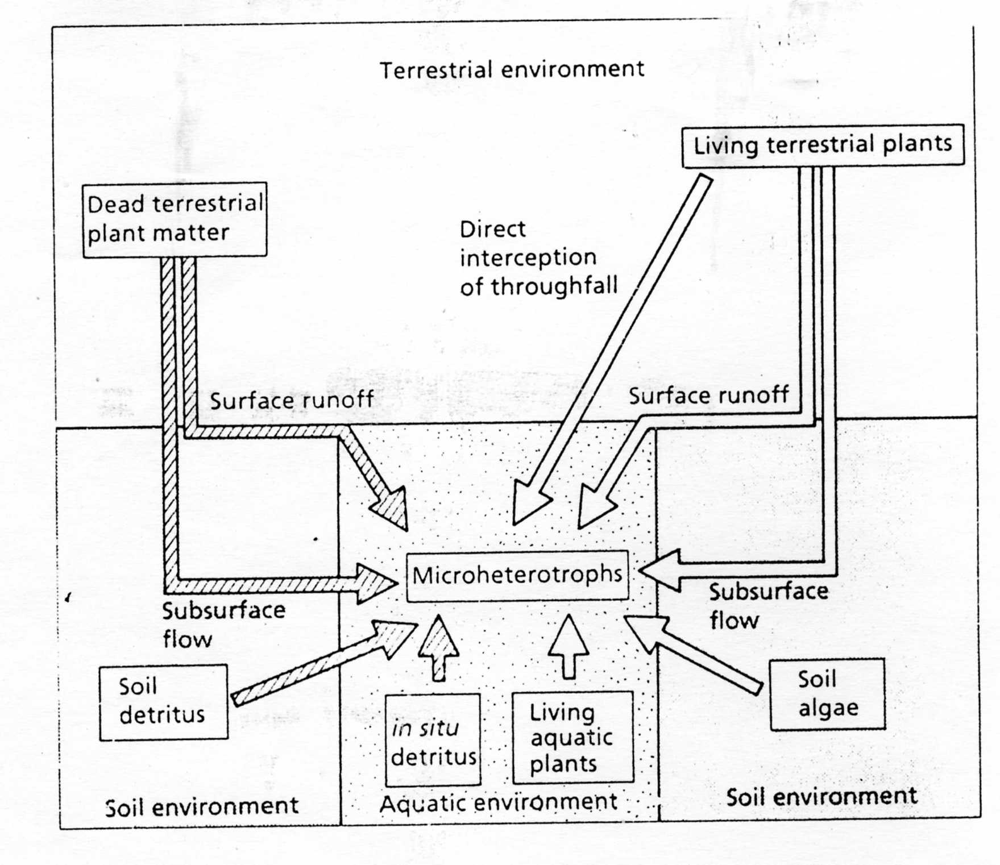 Terrestrial environment
Living terrestrial plants
Dead terrestrial
plant matter
Direct
interception
of throughfall
Surface runoff
Surface runoff
Microheterotrophs
Subsurface
flow
Subsurface
flow
Soil
detritus
in situ
detritus
Living
aquatic
plants
Soil
algae
Soil environment
Aquatic environment
Soil environment